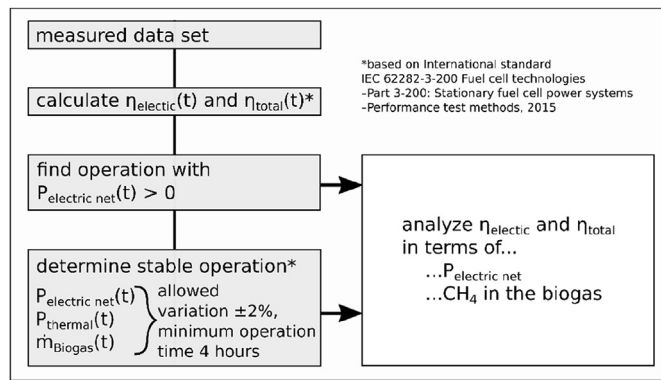 measured data set
calculate ηelectic(t) and ηtotal(t)*
find operation with
Pelectric net(t) > 0
determine stable operation*
Pelectric net(t)
Pthermal(t)
ṁBiogas(t)
allowed
variation ±2%,
minimum operation
time 4 hours
*based on International standard
IEC 62282-3-200 Fuel cell technologies
–Part 3-200: Stationary fuel cell power systems
–Performance test methods, 2015
analyze ηelectic and ηtotal
in terms of...
...Pelectric net
...CH4 in the biogas